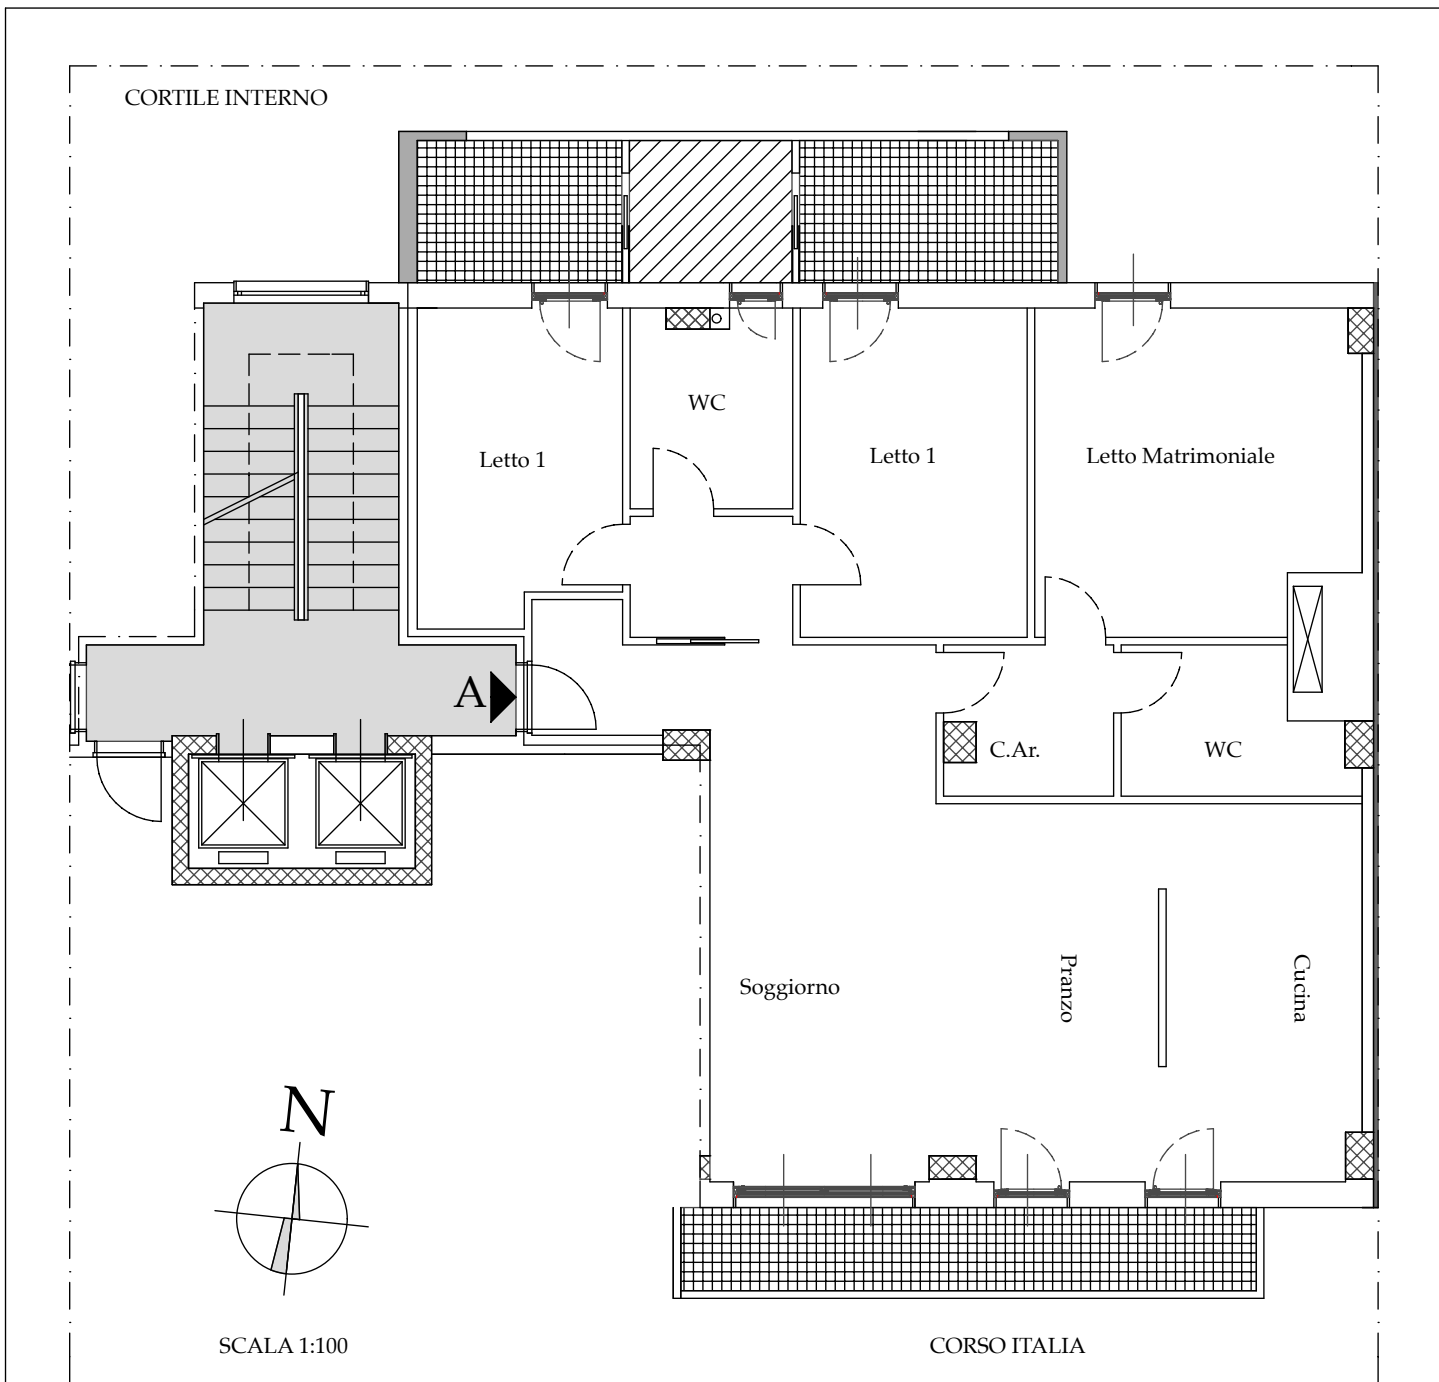 CORTILE INTERNO
WC
Letto 1
Letto 1
Letto Matrimoniale
A
C.Ar.
WC
Soggiorno
Pranzo
Cucina
N
SCALA 1:100
CORSO ITALIA